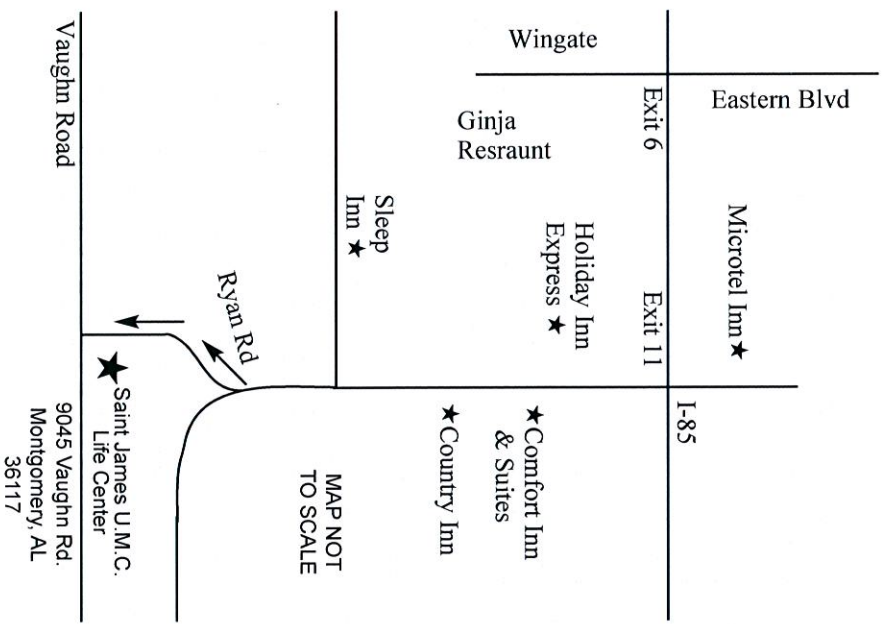 Wingate
Eastern Blvd
Exit 6
Ginja
Resraunt
Microtel Inn
Holiday Inn
Express
Exit 11
I-85
Sleep
Inn
Comfort Inn
& Suites
Country Inn
Ryan Rd
MAP NOT
TO SCALE
Vaughn Road
Saint James U.M.C.
Life Center
9045 Vaughn Rd.
Montgomery, AL
36117